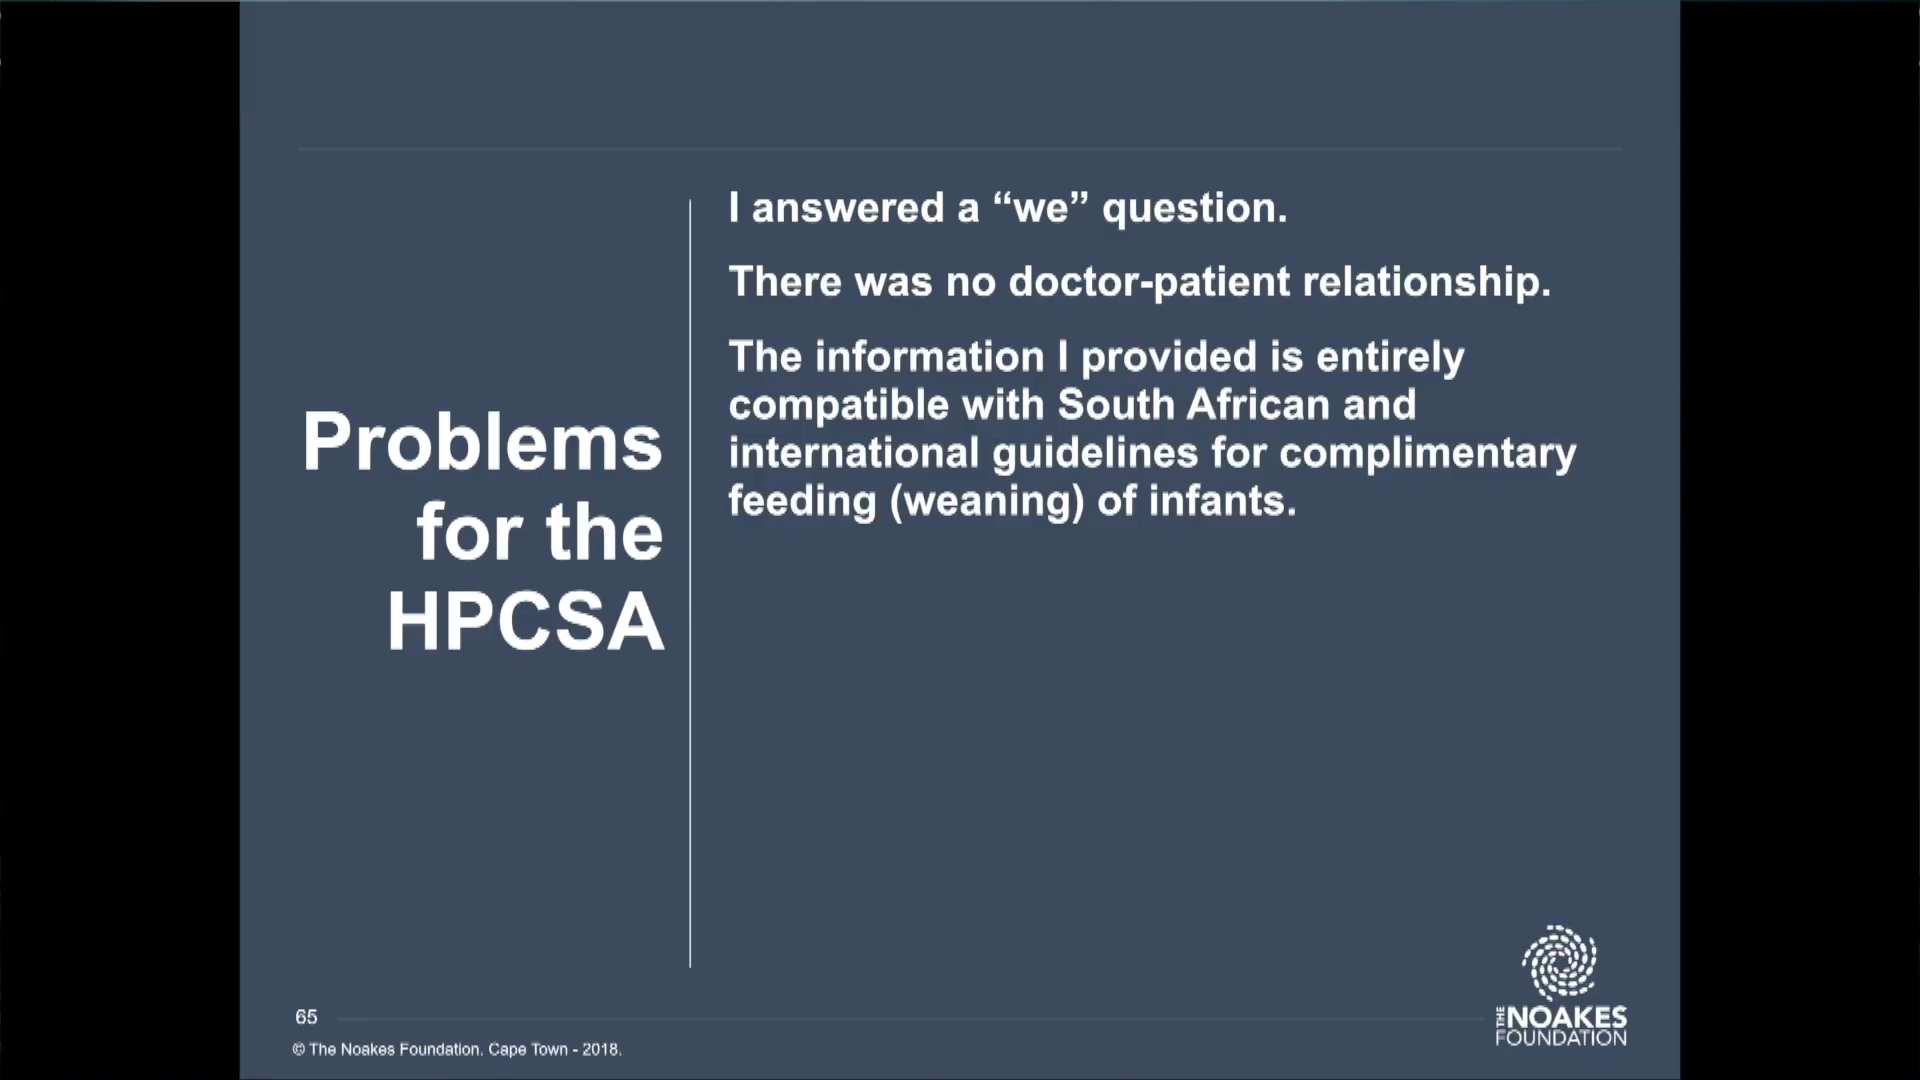 Problems
for the
HPCSA
I answered a “we” question.
There was no doctor-patient relationship.
The information I provided is entirely
compatible with South African and
international guidelines for complimentary
feeding (weaning) of infants.
65
© The Noakes Foundation. Cape Town - 2018.
THE NOAKES
FOUNDATION